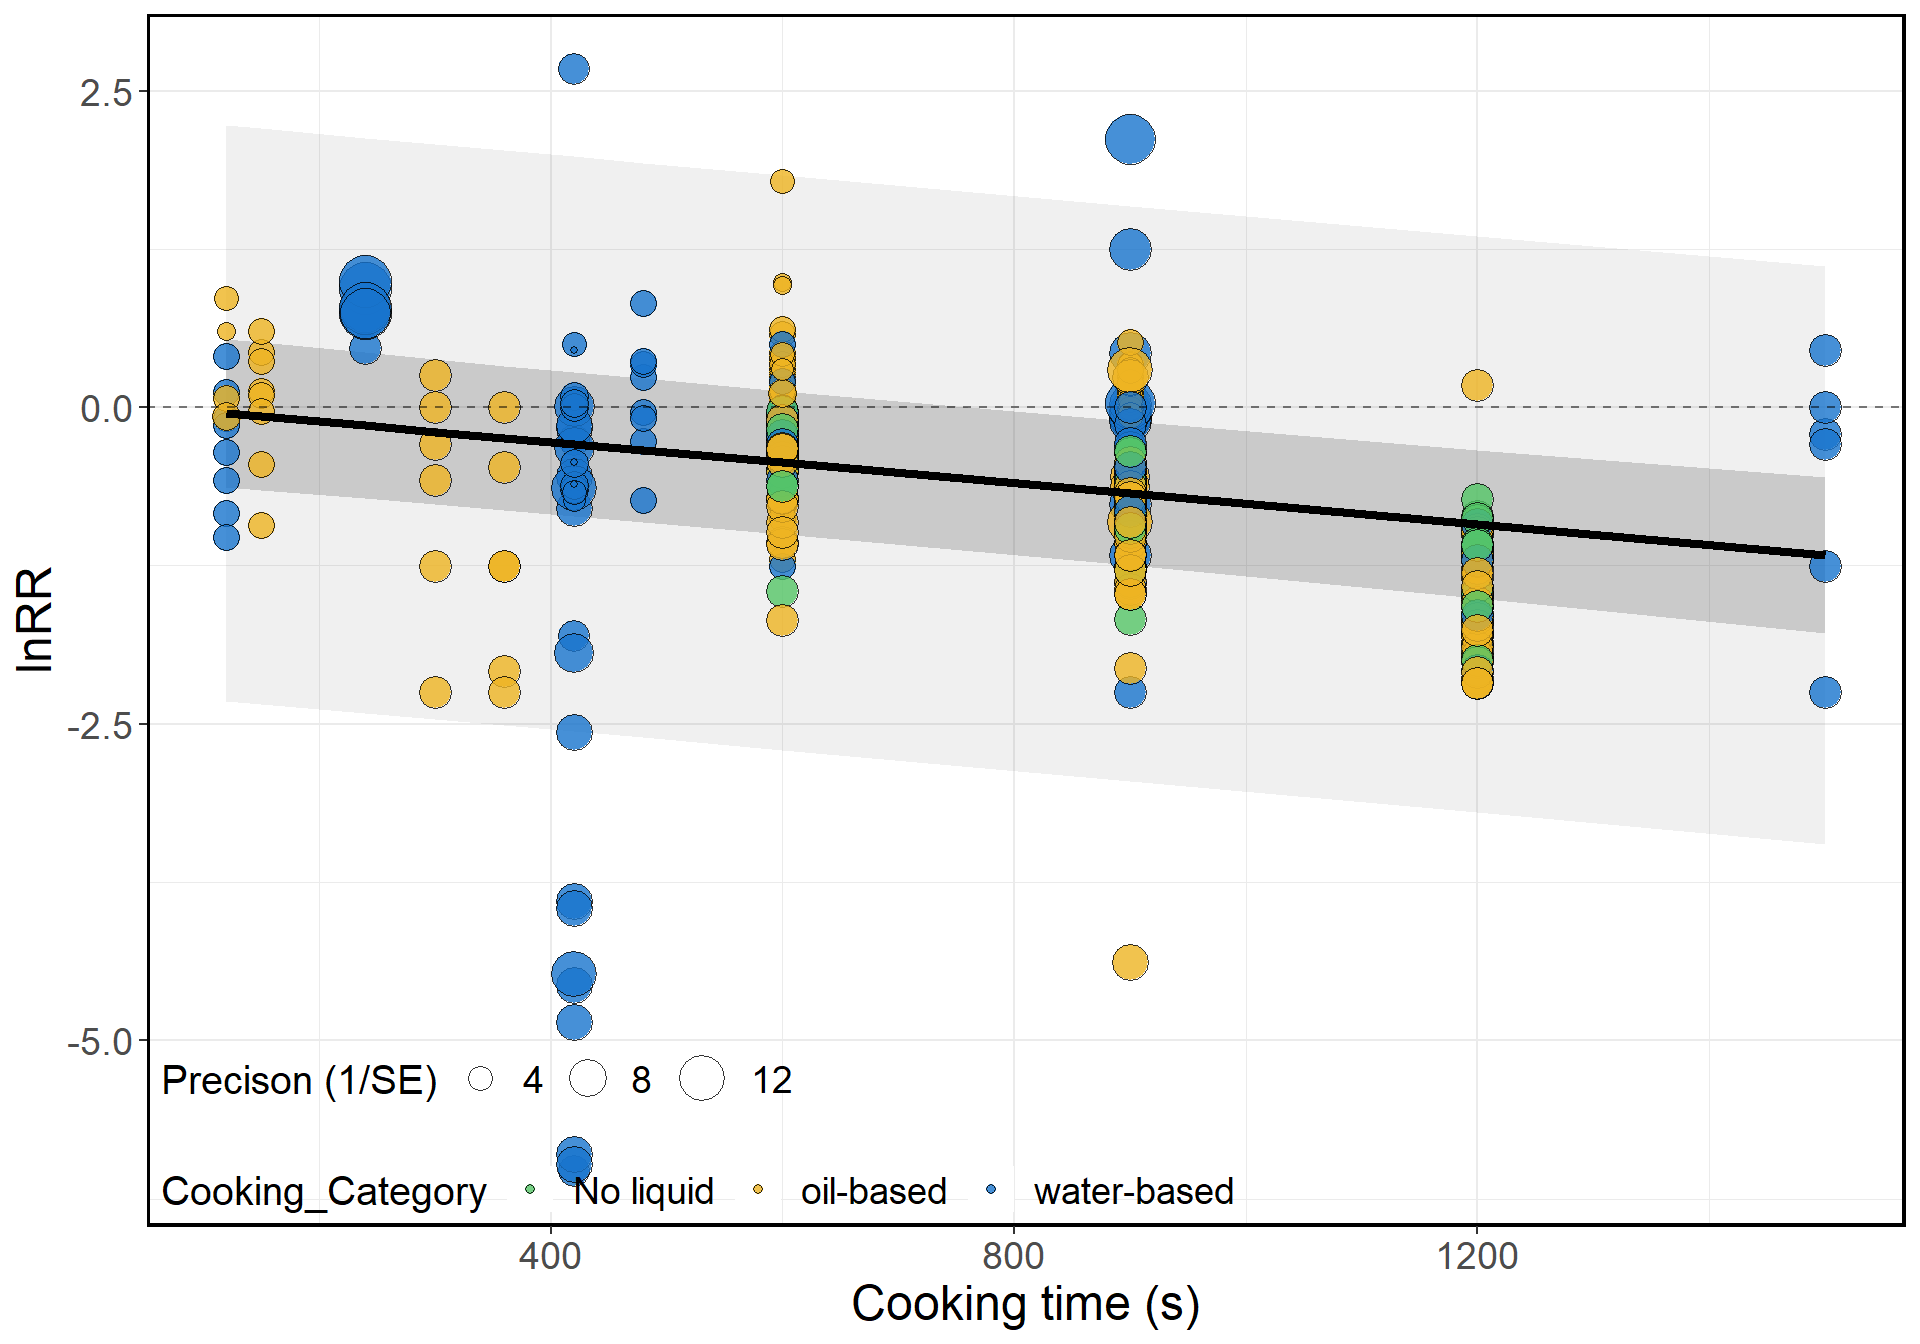 2.5
0.0
-2.5
-5.0
lnRR
Precison (1/SE) 4 8 12
Cooking_Category No liquid oil-based water-based
400 800 1200
Cooking time (s)